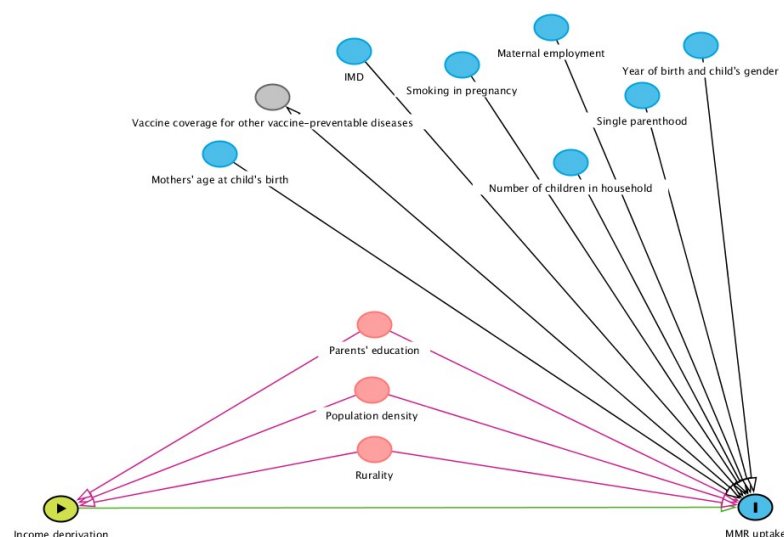 Maternal employment
Year of birth and child's gender
IMD
Smoking in pregnancy
Single parenthood
Vaccine coverage for other vaccine-preventable diseases
Mothers' age at child's birth
Number of children in household
Parents' education
Population density
Rurality
Income deprivation
MMR uptake